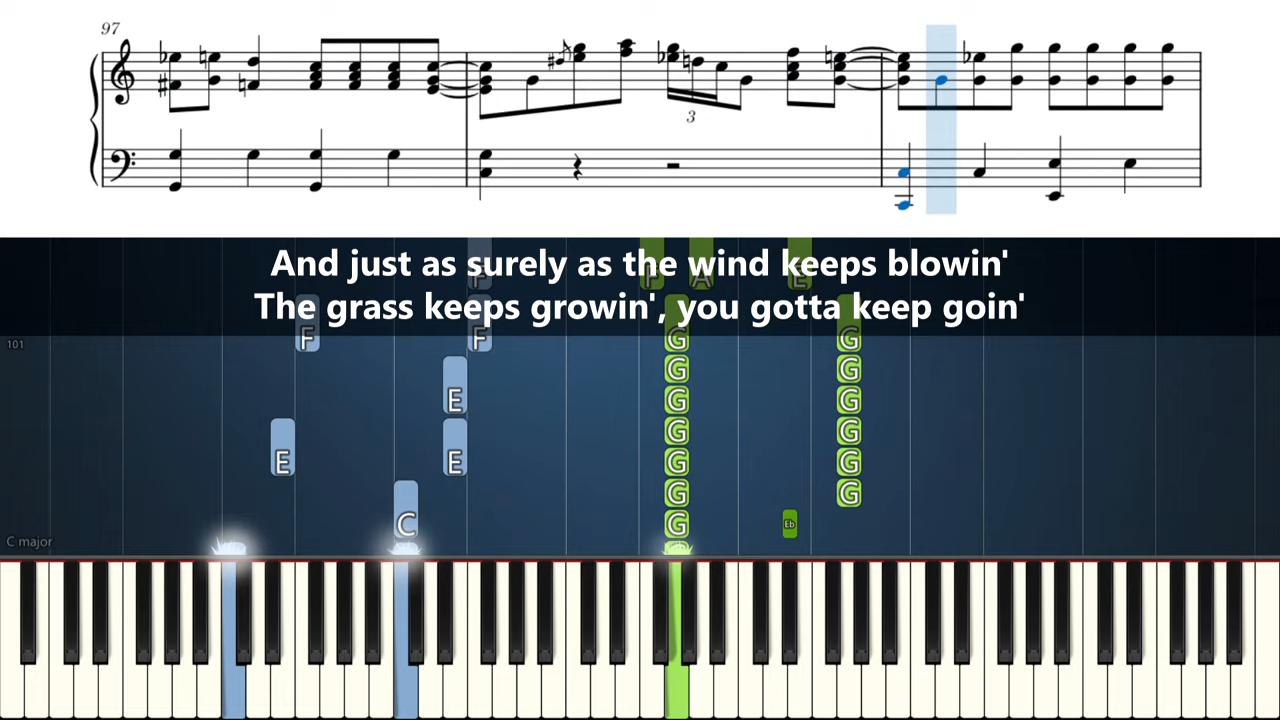 97
3
And just as surely as the wind keeps blowin'
The grass keeps growin', you gotta keep goin'
F F A E
F F G G
101
G G
E G G
E E G G
G G
C G Eb
C major